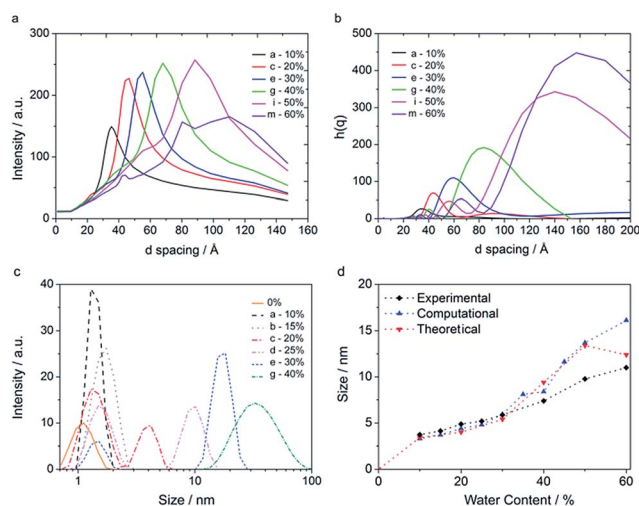 a
Intensity / a.u.
300
200
100
0
0 20 40 60 80 100 120 140 160
d spacing / Å
a - 10%
c - 20%
e - 30%
g - 40%
i - 50%
m - 60%
b
h(q)
500
450
400
300
200
100
0
0 20 40 60 80 100 120 140 160 180 200
d spacing / Å
a - 10%
c - 20%
e - 30%
g - 40%
i - 50%
m - 60%
c
Intensity / a.u.
40
30
20
10
0
1 10 100
Size / nm
0%
a - 10%
b - 15%
c - 20%
d - 25%
e - 30%
g - 40%
d
Size / nm
20
15
10
5
0
0 10 20 30 40 50 60
Water Content / %
Experimental
Computational
Theoretical